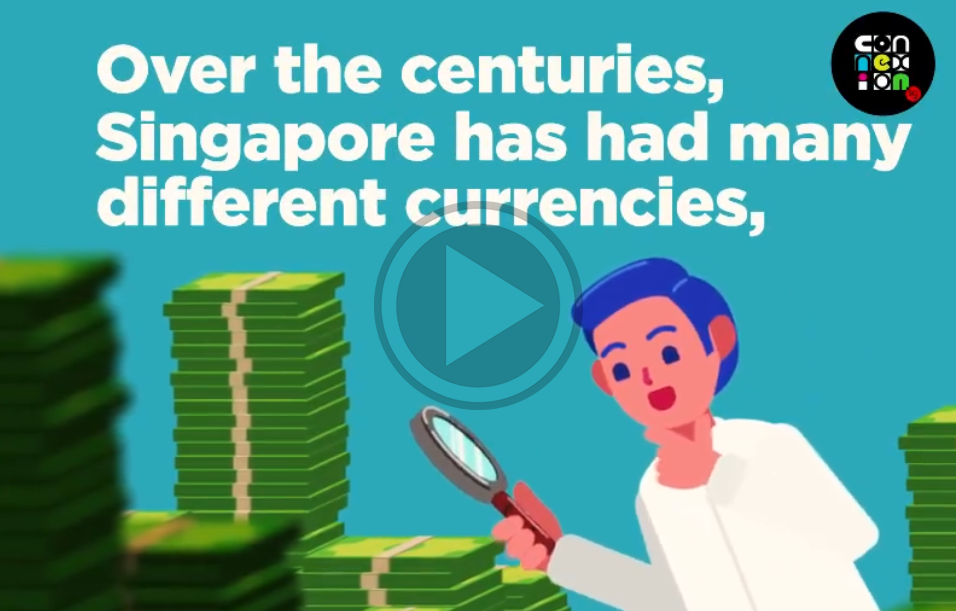 Over the centuries,
Singapore has had many
different currencies,
con
nex
ion